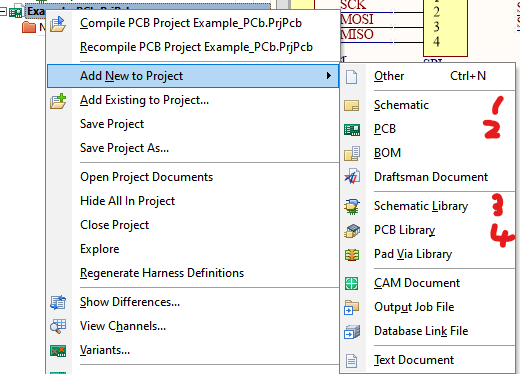 SCK
MOSI
MISO
1
2
3
4
Compile PCB Project Example_PCb.PrjPcb
Recompile PCB Project Example_PCb.PrjPcb
Add New to Project
Add Existing to Project...
Save Project
Save Project As...
Open Project Documents
Hide All In Project
Close Project
Explore
Regenerate Harness Definitions
Show Differences...
View Channels...
Variants...
Other Ctrl+N
Schematic 1
PCB 2
BOM
Draftsman Document
Schematic Library 3
PCB Library 4
Pad Via Library
CAM Document
Output Job File
Database Link File
Text Document